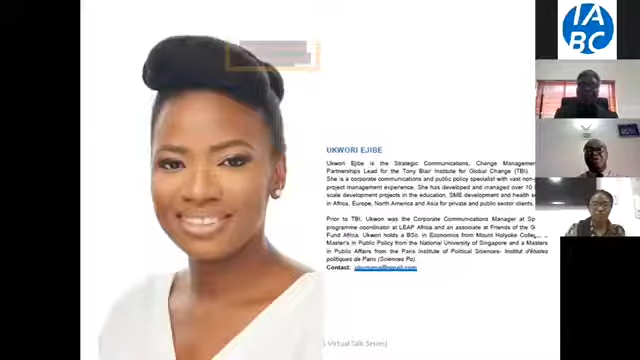 IA
BC
UKWORI EJIBE
Ukwori Ejibe is the Strategic Communications, Change Managemen
Partnerships Lead for the Tony Blair Institute for Global Change (TBI).
She is a corporate communications and public policy specialist with vast non-
project management experience. She has developed and managed over 10
scale development projects in the education, SME development and health s
in Africa, Europe, North America and Asia for private and public sector clients.
Prior to TBI, Ukwori was the Corporate Communications Manager at Sp
programme coordinator at LEAP Africa and an associate at Friends of the G
Fund Africa. Ukwori holds a BSc. in Economics from Mount Holyoke College, a
Master's in Public Policy from the National University of Singapore and a Masters
in Public Affairs from the Paris Institute of Political Sciences- Institut d'études
politiques de Paris (Sciences Po).
Contact:
Virtual Talk Series]